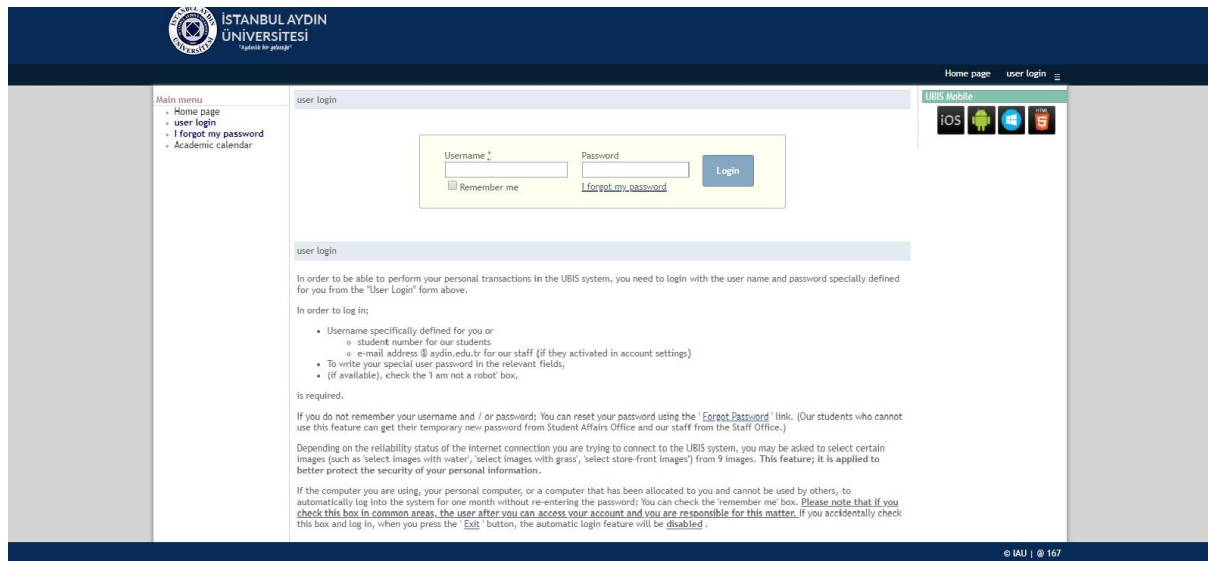 İSTANBUL AYDIN
ÜNİVERSİTESİ
Home page user login
Main menu
Home page
user login
I forgot my password
Academic calendar
user login
Username *
Password
Login
Remember me
I forgot my password
UBIS Mobile
iOS
HTML
5
user login
In order to be able to perform your personal transactions in the UBIS system, you need to login with the user name and password specially defined
for you from the "User Login" form above.
In order to log in;
Username specifically defined for you or
student number for our students
e-mail address @ aydin.edu.tr for our staff (if they activated in account settings)
To write your special user password in the relevant fields,
(if available), check the 'I am not a robot' box,
is required.
If you do not remember your username and / or password; You can reset your password using the ' Forgot Password ' link. (Our students who cannot
use this feature can get their temporary new password from Student Affairs Office and our staff from the Staff Office.)
Depending on the reliability status of the internet connection you are trying to connect to the UBIS system, you may be asked to select certain
images (such as 'select images with water', 'select images with grass', 'select store-front images') from 9 images. This feature; it is applied to
better protect the security of your personal information.
If the computer you are using, your personal computer, or a computer that has been allocated to you and cannot be used by others, to
automatically log into the system for one month without re-entering the password; You can check the 'remember me' box. Please note that if you
check this box in common areas, the user after you can access your account and you are responsible for this matter. If you accidentally check
this box and log in, when you press the ' Exit ' button, the automatic login feature will be disabled .
© IAU | @ 167